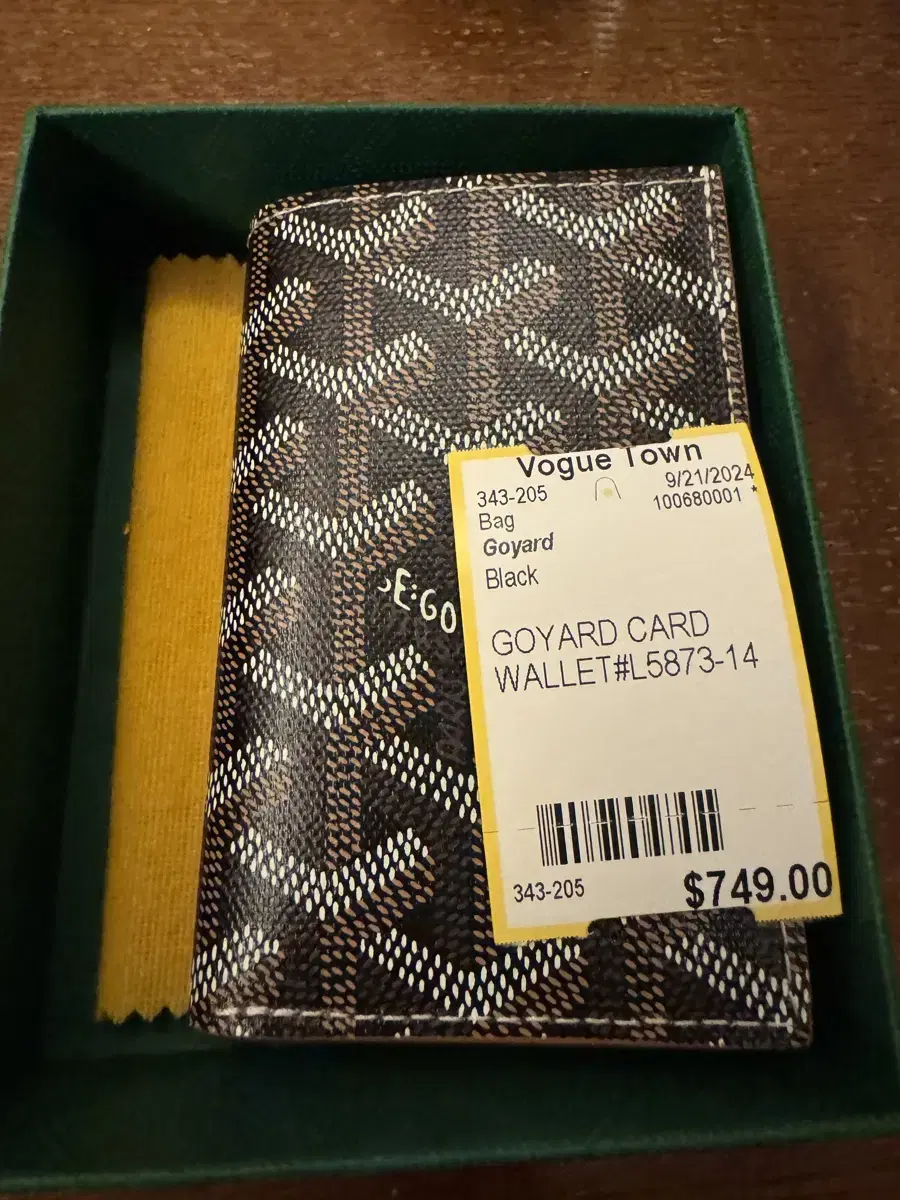 Vogue Town
343-205
9/21/2024
100680001 *
Bag
Goyard
Black
GOYARD CARD
WALLET#L5873-14
343-205
$749.00
E:GO